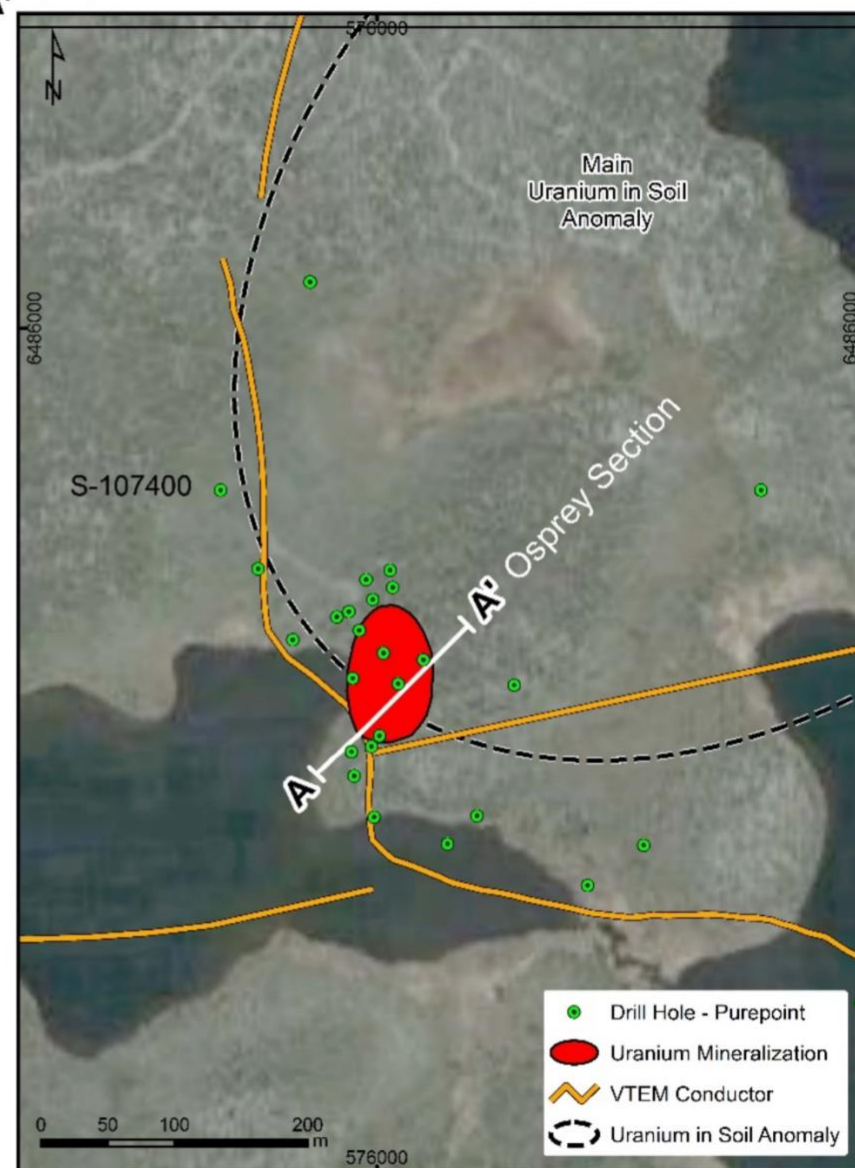 576000
N
Main
Uranium in Soil
Anomaly
6486000
6486000
S-107400
A' Osprey Section
A
Drill Hole - Purepoint
Uranium Mineralization
VTEM Conductor
Uranium in Soil Anomaly
0 50 100 200
m
576000